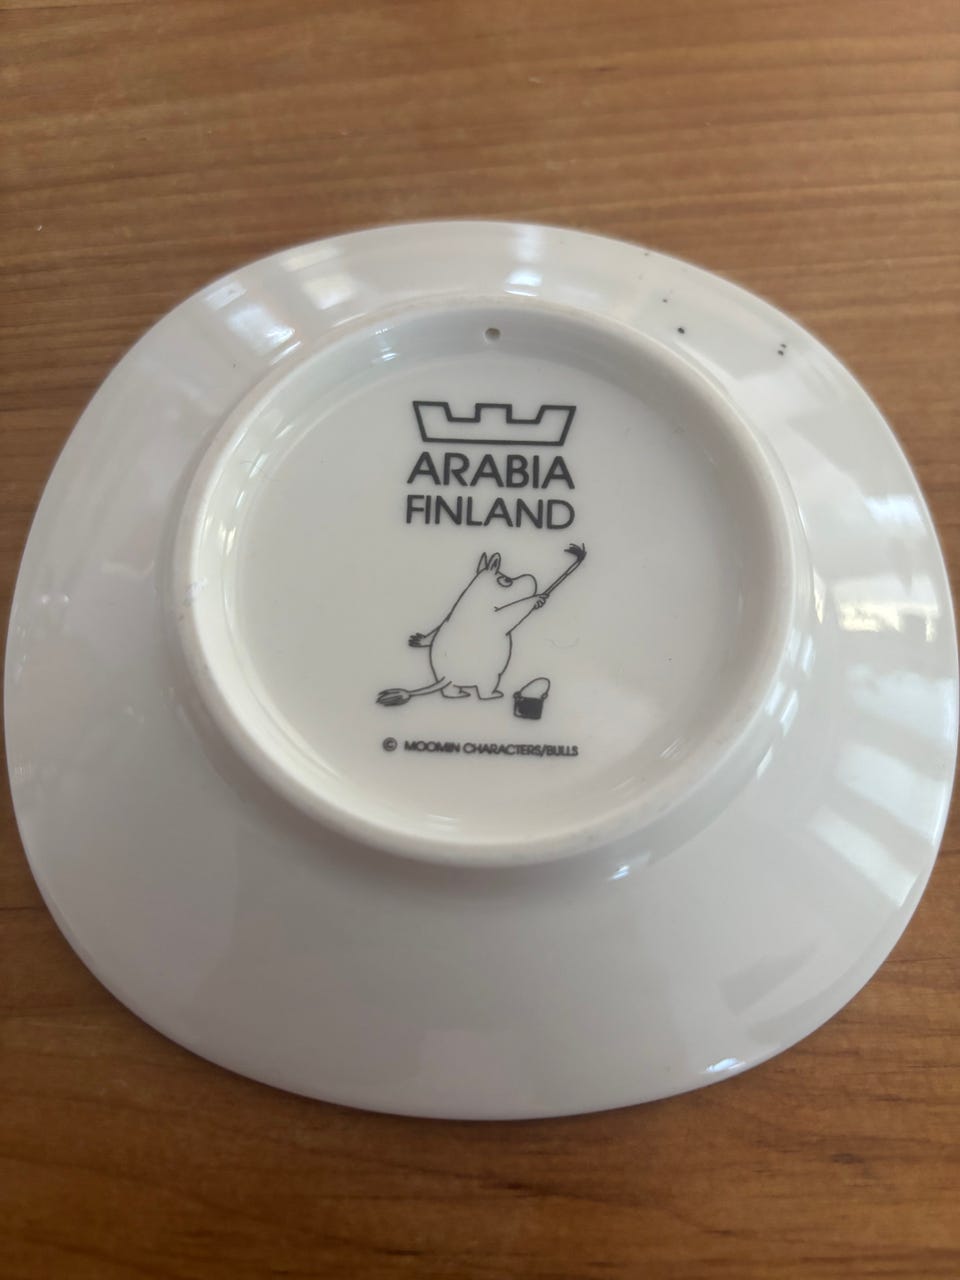 ARABIA
FINLAND
© MOOMIN CHARACTERS/BULLS